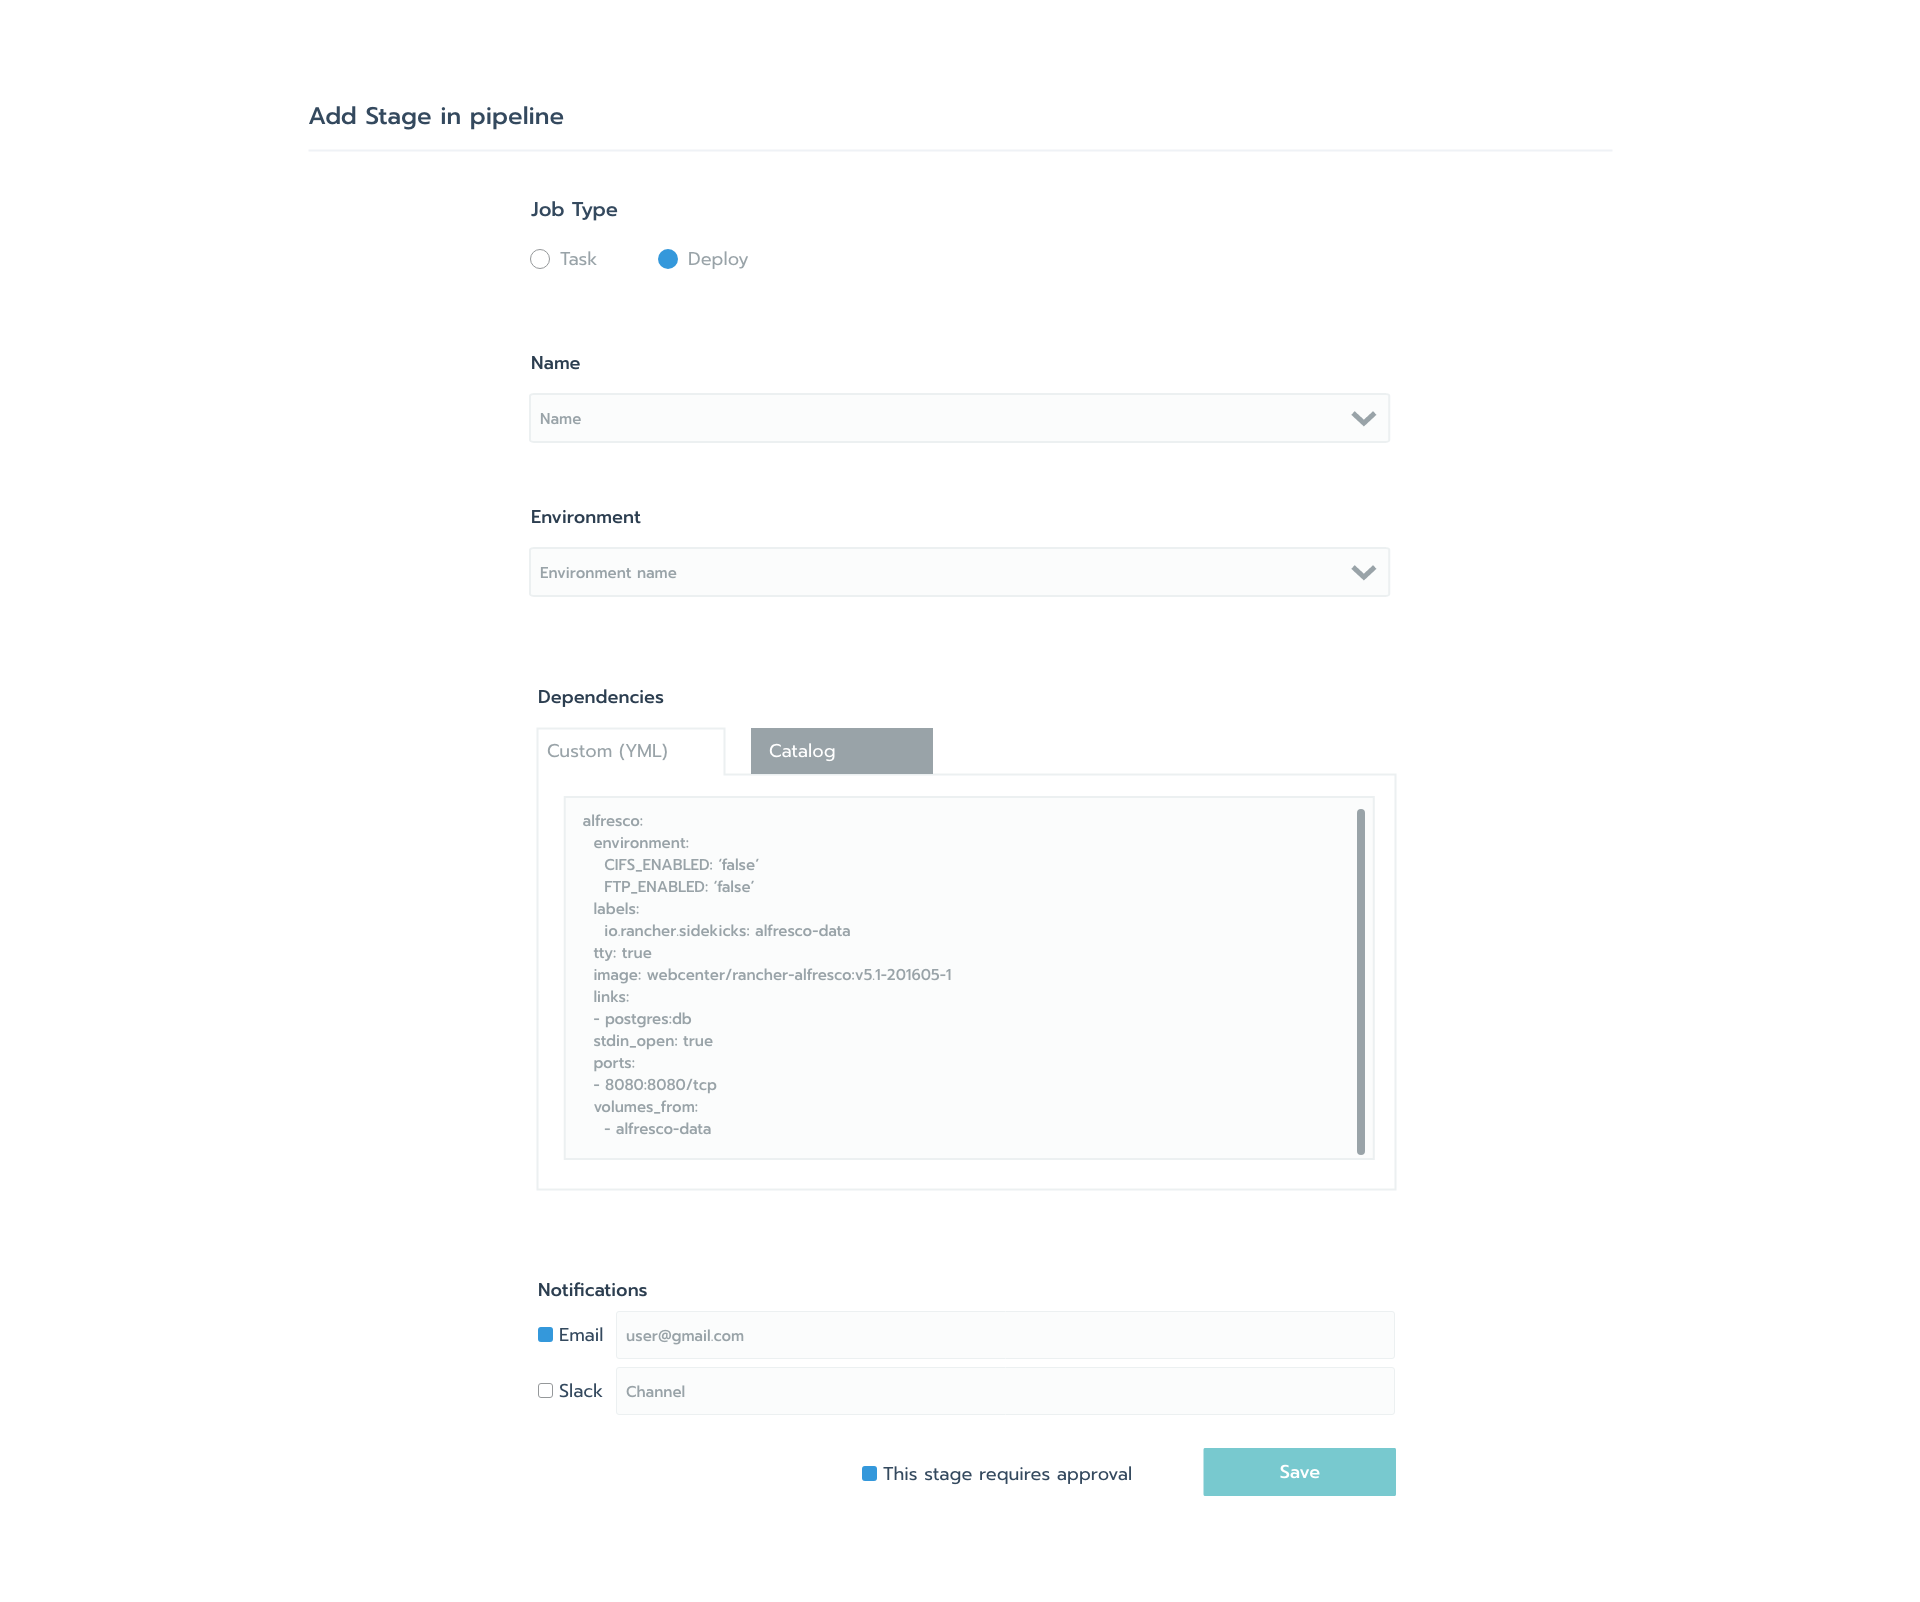 Add Stage in pipeline
Job Type
Task Deploy
Name
Name
Environment
Environment name
Dependencies
Custom (YML) Catalog
alfresco:
  environment:
    CIFS_ENABLED: ‘false’
    FTP_ENABLED: ‘false’
  labels:
    io.rancher.sidekicks: alfresco-data
  tty: true
  image: webcenter/rancher-alfresco:v5.1-201605-1
  links:
  - postgres:db
  stdin_open: true
  ports:
  - 8080:8080/tcp
  volumes_from:
    - alfresco-data
Notifications
Email user@gmail.com
Slack Channel
This stage requires approval Save